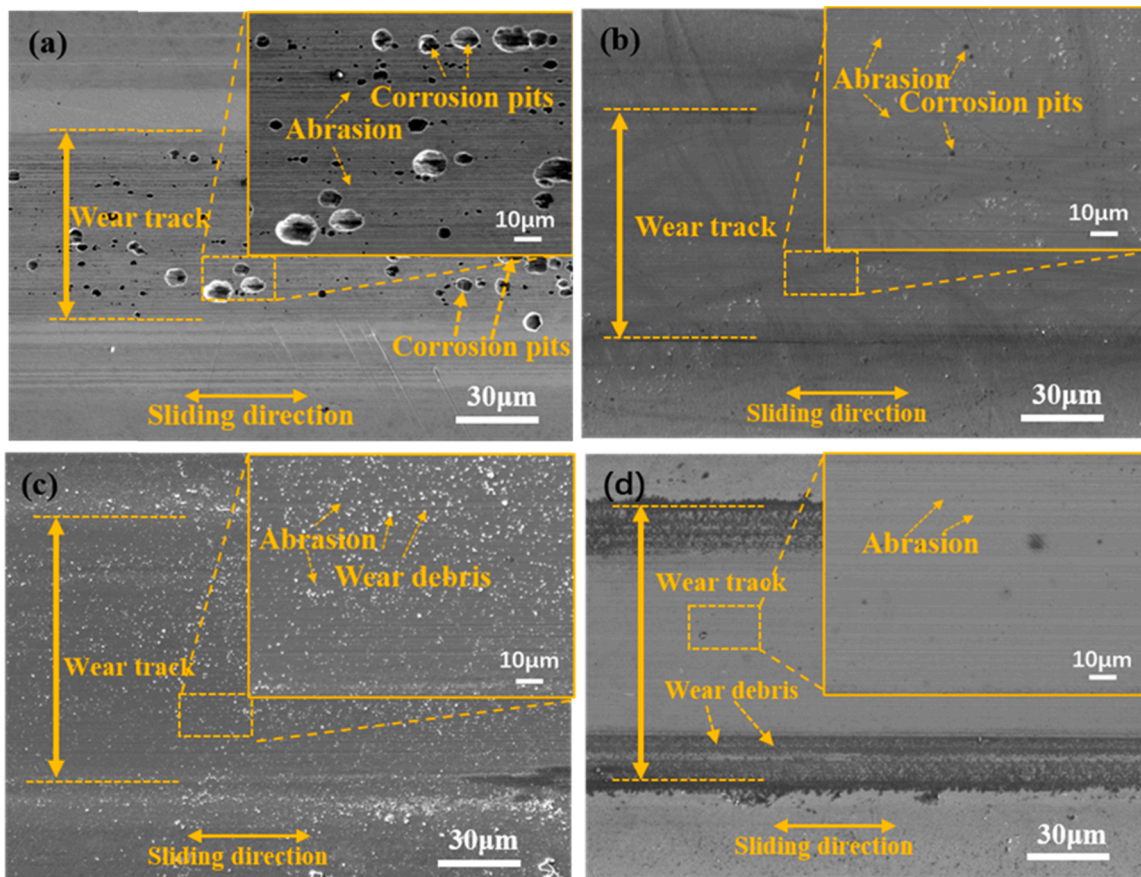 (a)
Corrosion pits
Abrasion
10μm
Wear track
Corrosion pits
Sliding direction
30μm
(b)
Abrasion
Corrosion pits
10μm
Wear track
Sliding direction
30μm
(c)
Abrasion
Wear debris
10μm
Wear track
Sliding direction
30μm
(d)
Abrasion
Wear track
10μm
Wear debris
Sliding direction
30μm